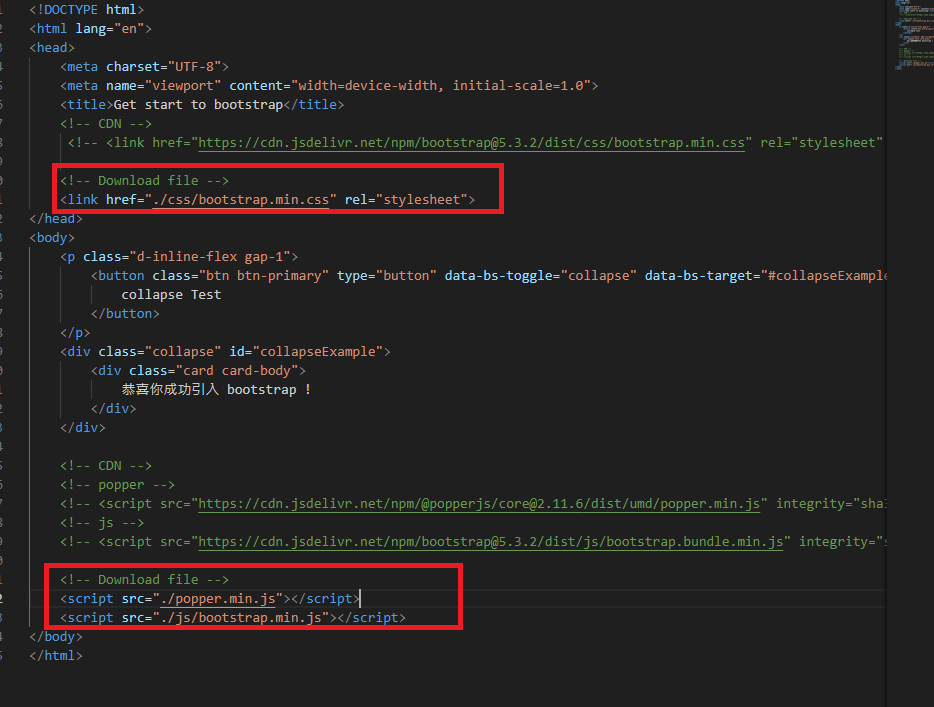 <!DOCTYPE html>
<html lang="en">
<head>
<meta charset="UTF-8">
<meta name="viewport" content="width=device-width, initial-scale=1.0">
<title>Get start to bootstrap</title>
<!-- CDN -->
<!-- <link href="https://cdn.jsdelivr.net/npm/bootstrap@5.3.2/dist/css/bootstrap.min.css" rel="stylesheet"
<!-- Download file -->
<link href="./css/bootstrap.min.css" rel="stylesheet">
</head>
<body>
<p class="d-inline-flex gap-1">
<button class="btn btn-primary" type="button" data-bs-toggle="collapse" data-bs-target="#collapseExample
collapse Test
</button>
</p>
<div class="collapse" id="collapseExample">
<div class="card card-body">
恭喜你成功引入 bootstrap !
</div>
</div>
<!-- CDN -->
<!-- popper -->
<!-- <script src="https://cdn.jsdelivr.net/npm/@popperjs/core@2.11.6/dist/umd/popper.min.js" integrity="sha
<!-- js -->
<!-- <script src="https://cdn.jsdelivr.net/npm/bootstrap@5.3.2/dist/js/bootstrap.bundle.min.js" integrity="s
<!-- Download file -->
<script src="./popper.min.js"></script>
<script src="./js/bootstrap.min.js"></script>
</body>
</html>